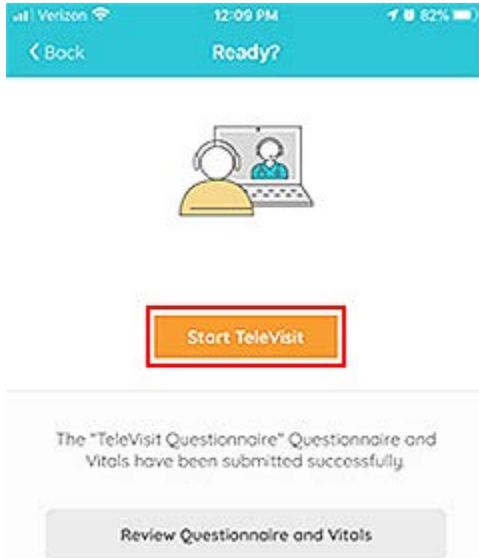 Verizon 12:09 PM 82%
Back Ready?
Start TeleVisit
The "TeleVisit Questionnaire" Questionnaire and
Vitals have been submitted successfully.
Review Questionnaire and Vitals